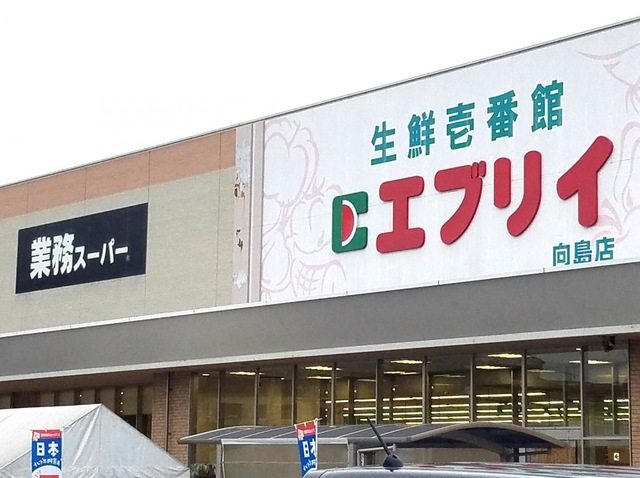 生鮮壱番館
エブリイ
向島店
業務スーパー
日本
日本